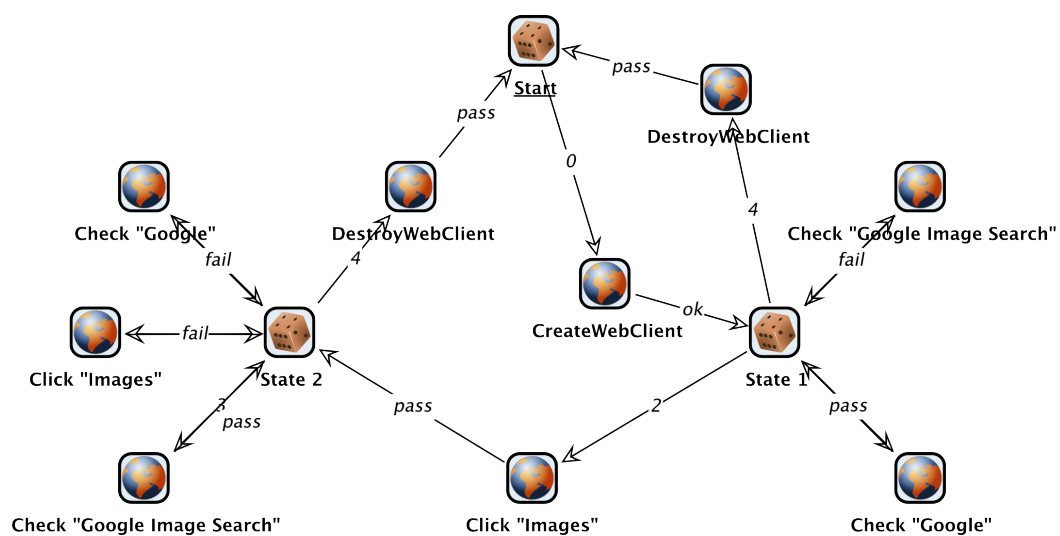 Start
pass
DestroyWebClient
pass
0
Check "Google"
DestroyWebClient
4
Check "Google Image Search"
fail
4
fail
CreateWebClient
ok
fail
Click "Images"
State 2
State 1
3
pass
pass
2
pass
Check "Google Image Search"
Click "Images"
Check "Google"